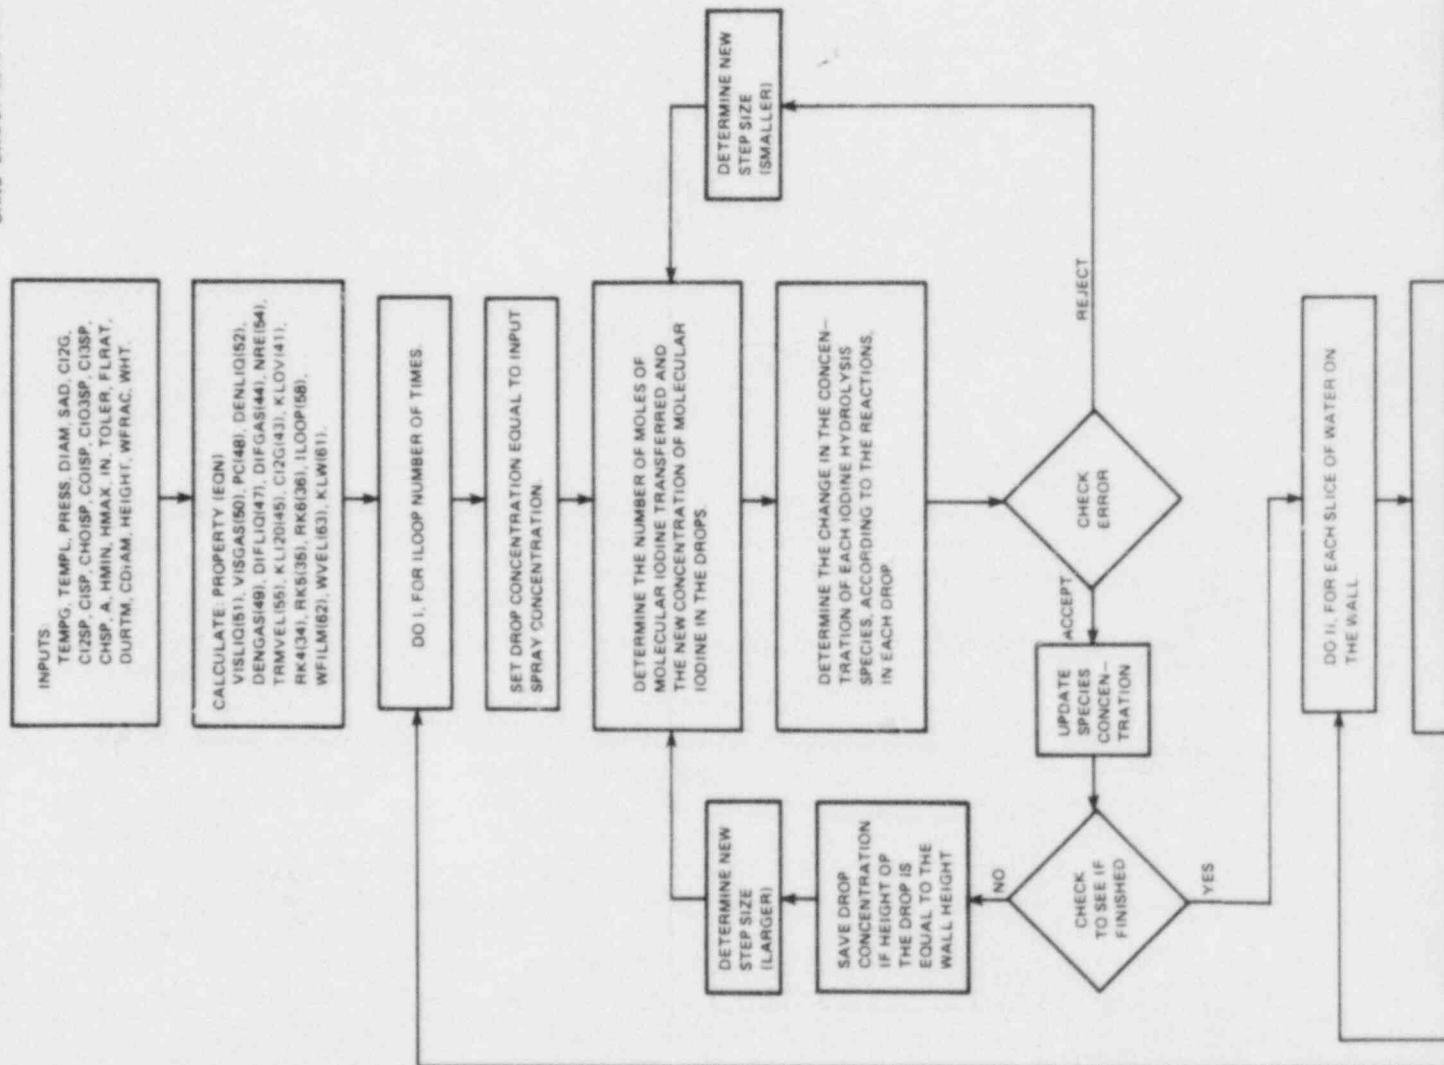 INPUTS:
TEMPG, TEMPL, PRESS, DIAM, SAD, CI2G,
CI2SP, CISP, CHOISP, COISP, CIO3SP, CI3SP,
CHSP, A, HMIN, HMAX, IN, TOLER, FLRAT,
DURTM, CDIAM, HEIGHT, WFRAC, WHT.
CALCULATE: PROPERTY (EQN)
VISLIQ(51), VISGAS(50), PC(48), DENLIQ(52),
DENGAS(49), DIFLIQ(47), DIFGAS(44), NRE(54),
TRMVEL(55), KLI20(45), CI2G(43), KLOV(41),
RK4(34), RK5(35), RK6(36), ILOOP(58),
WFILM(62), WVEL(63), KLW(61).
DO I, FOR ILOOP NUMBER OF TIMES.
SET DROP CONCENTRATION EQUAL TO INPUT
SPRAY CONCENTRATION.
DETERMINE THE NUMBER OF MOLES OF
MOLECULAR IODINE TRANSFERRED AND
THE NEW CONCENTRATION OF MOLECULAR
IODINE IN THE DROPS.
DETERMINE NEW
STEP SIZE
(SMALLER)
DETERMINE THE CHANGE IN THE CONCEN-
TRATION OF EACH IODINE HYDROLYSIS
SPECIES, ACCORDING TO THE REACTIONS,
IN EACH DROP.
CHECK
ERROR
REJECT
ACCEPT
UPDATE
SPECIES
CONCEN-
TRATION
CHECK
TO SEE IF
FINISHED
NO
SAVE DROP
CONCENTRATION
IF HEIGHT OF
THE DROP IS
EQUAL TO THE
WALL HEIGHT
DETERMINE NEW
STEP SIZE
(LARGER)
YES
DO II, FOR EACH SLICE OF WATER ON
THE WALL.